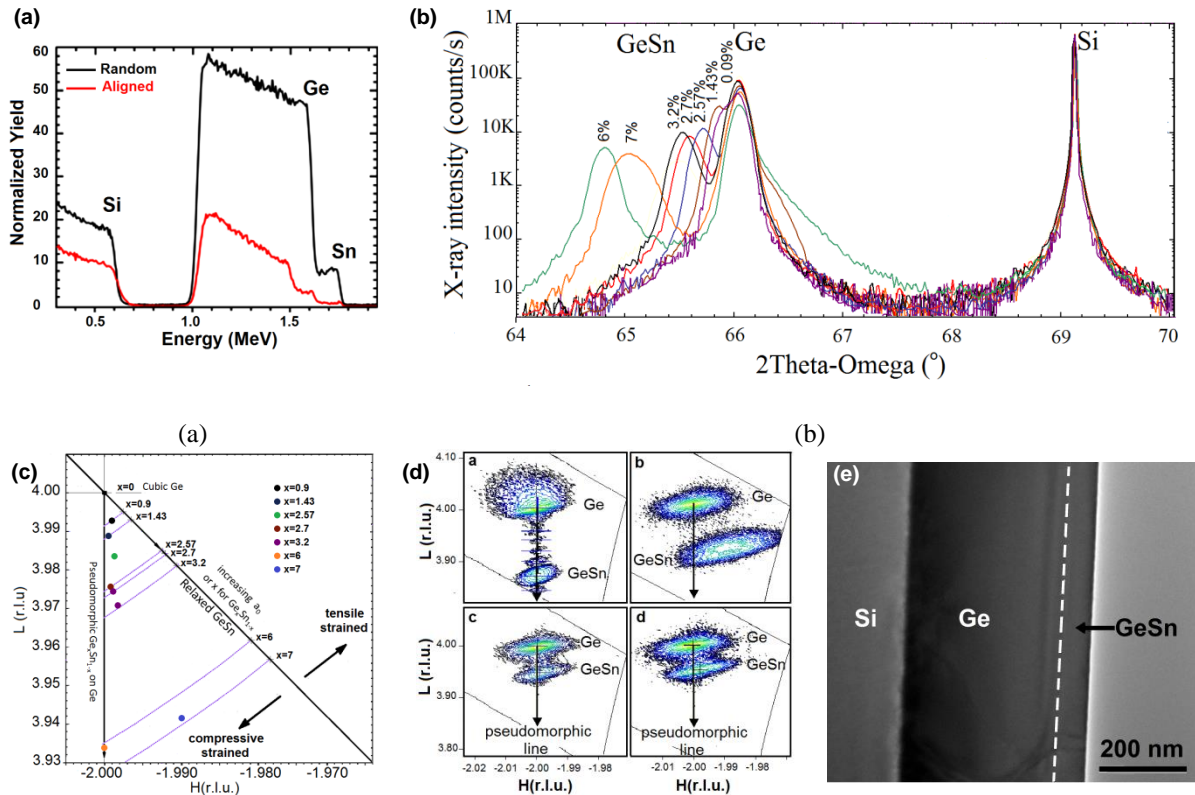 (a)
Normalized Yield
60
50
40
30
20
10
0
Random
Aligned
Si
Ge
Sn
0.5
1.0
1.5
Energy (MeV)
(b)
X-ray intensity (counts/s)
1M
100K
10K
1K
100
10
GeSn
Ge
Si
6%
7%
3.2%
2.7%
2.57%
1.43%
0.09%
64
65
66
67
68
69
70
2Theta-Omega (°)
(a)
(b)
(c)
L (r.l.u)
4.00
3.99
3.98
3.97
3.96
3.95
3.94
3.93
x=0
Cubic Ge
x=0.9
x=1.43
x=2.57
x=2.7
x=3.2
x=6
x=7
x=0.9
x=1.43
x=2.57
x=2.7
x=3.2
x=6
x=7
increasing a₀
or x for GeₓSn₁₋ₓ
Relaxed GeSn
tensile
strained
compressive
strained
Pseudomorphic GeₓSn₁ on Ge
-2.000
-1.990
-1.980
-1.970
H(r.l.u.)
(d)
a
L (r.l.u.)
4.10
4.00
3.90
3.80
Ge
GeSn
b
Ge
GeSn
c
L (r.l.u.)
4.00
3.90
3.80
Ge
GeSn
pseudomorphic
line
d
Ge
GeSn
pseudomorphic
line
-2.02
-2.01
-2.00
-1.99
-1.98
H(r.l.u.)
-2.01
-2.00
-1.99
-1.98
H(r.l.u.)
(e)
Si
Ge
GeSn
200 nm